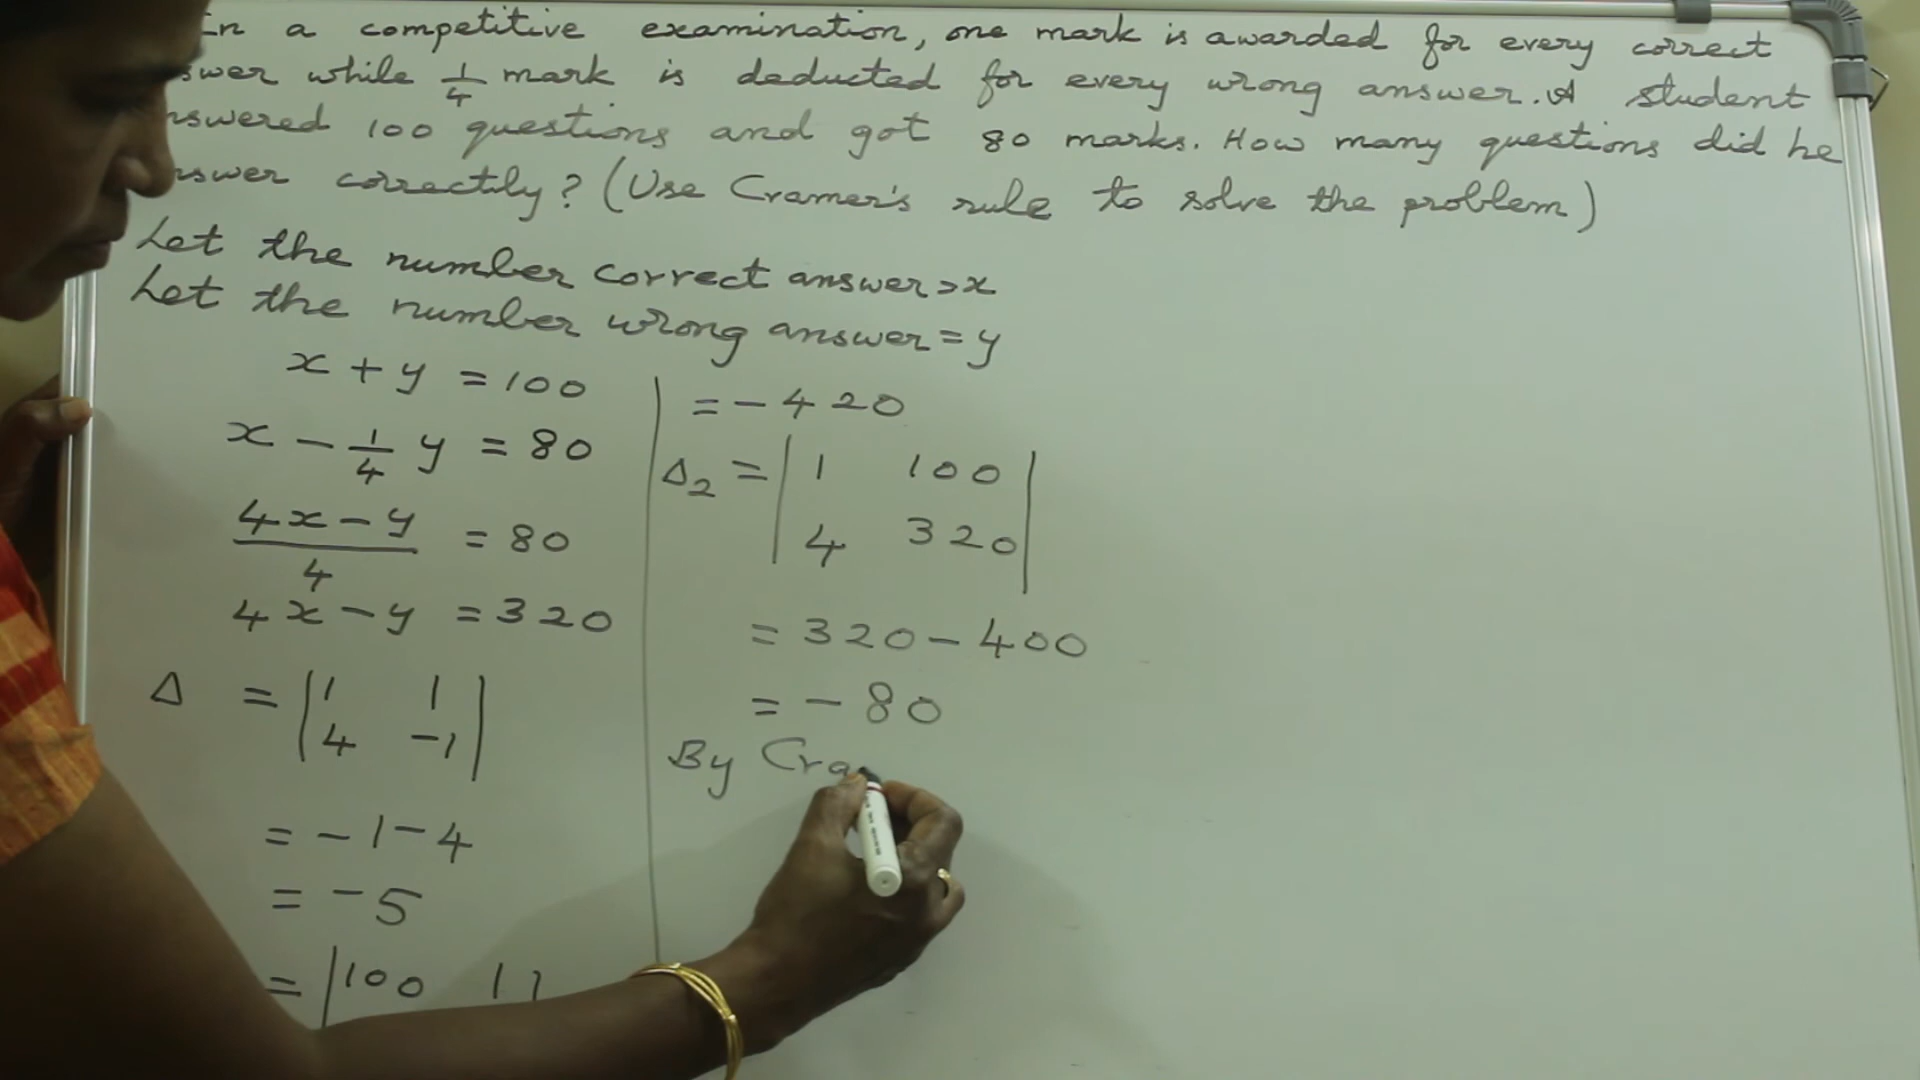 In a competitive examination, one mark is awarded for every correct
swer while 1/4 mark is deducted for every wrong answer. A student
nswered 100 questions and got 80 marks. How many questions did he
nswer correctily? (Use Cramer's rule to solve the problem)
Let the number correct answer = x
Let the number wrong answer = y
x + y = 100
x - 1/4 y = 80
4x - y / 4 = 80
4x - y = 320
Δ = | 1 1 |
| 4 -1 |
= -1-4
= -5
= | 100 1 |
= -420
Δ2 = | 1 100 |
| 4 320 |
= 320 - 400
= -80
By Cra